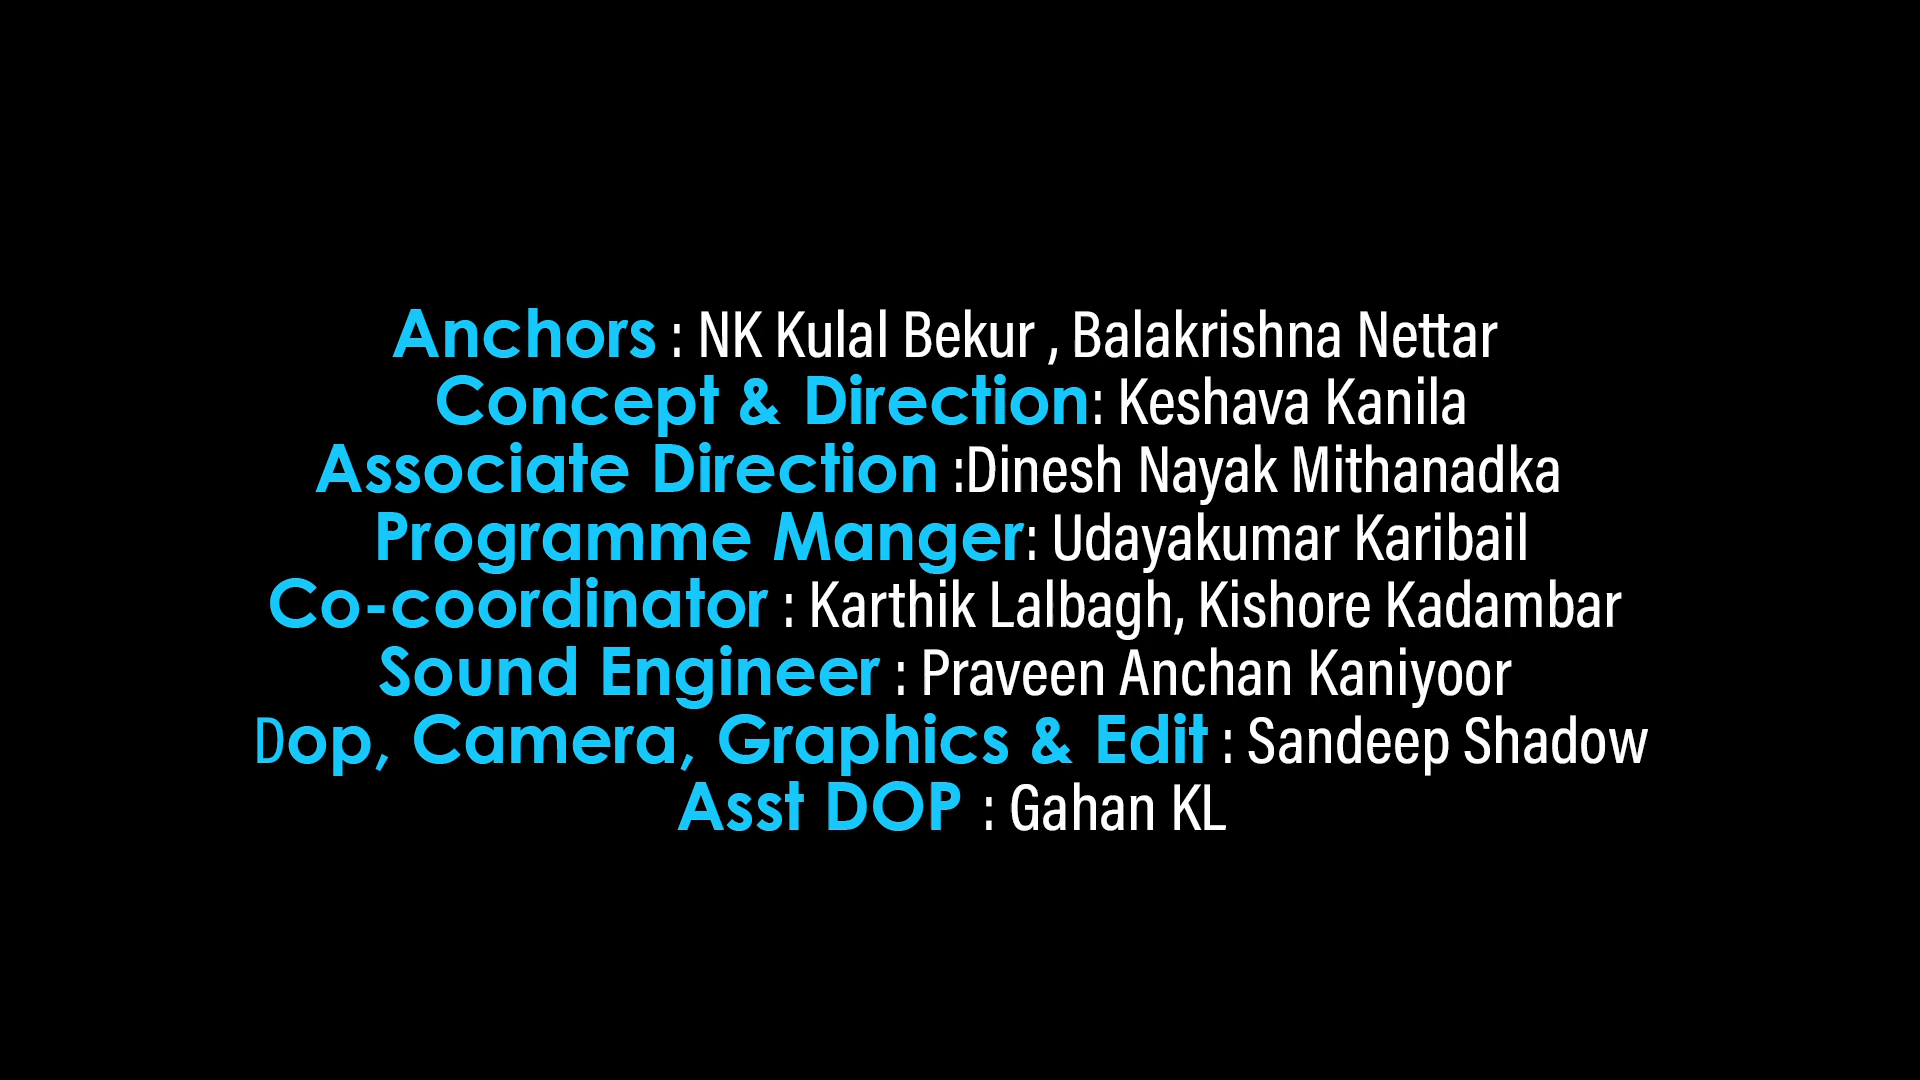 Anchors : NK Kulal Bekur , Balakrishna Nettar
Concept & Direction: Keshava Kanila
Associate Direction :Dinesh Nayak Mithanadka
Programme Manger: Udayakumar Karibail
Co-coordinator : Karthik Lalbagh, Kishore Kadambar
Sound Engineer : Praveen Anchan Kaniyoor
Dop, Camera, Graphics & Edit : Sandeep Shadow
Asst DOP : Gahan KL